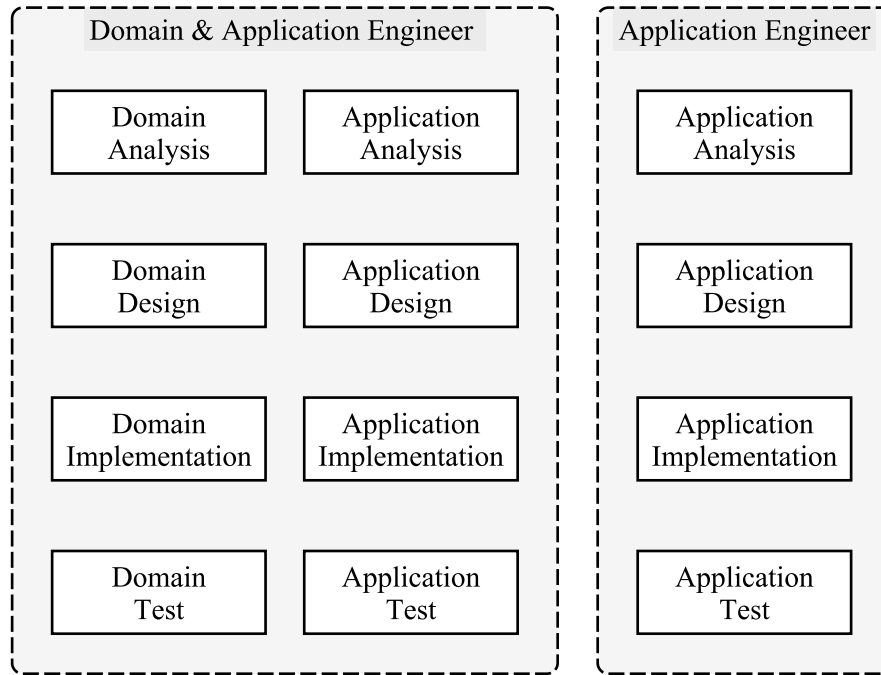 Domain & Application Engineer
Domain
Analysis
Application
Analysis
Domain
Design
Application
Design
Domain
Implementation
Application
Implementation
Domain
Test
Application
Test
Application Engineer
Application
Analysis
Application
Design
Application
Implementation
Application
Test